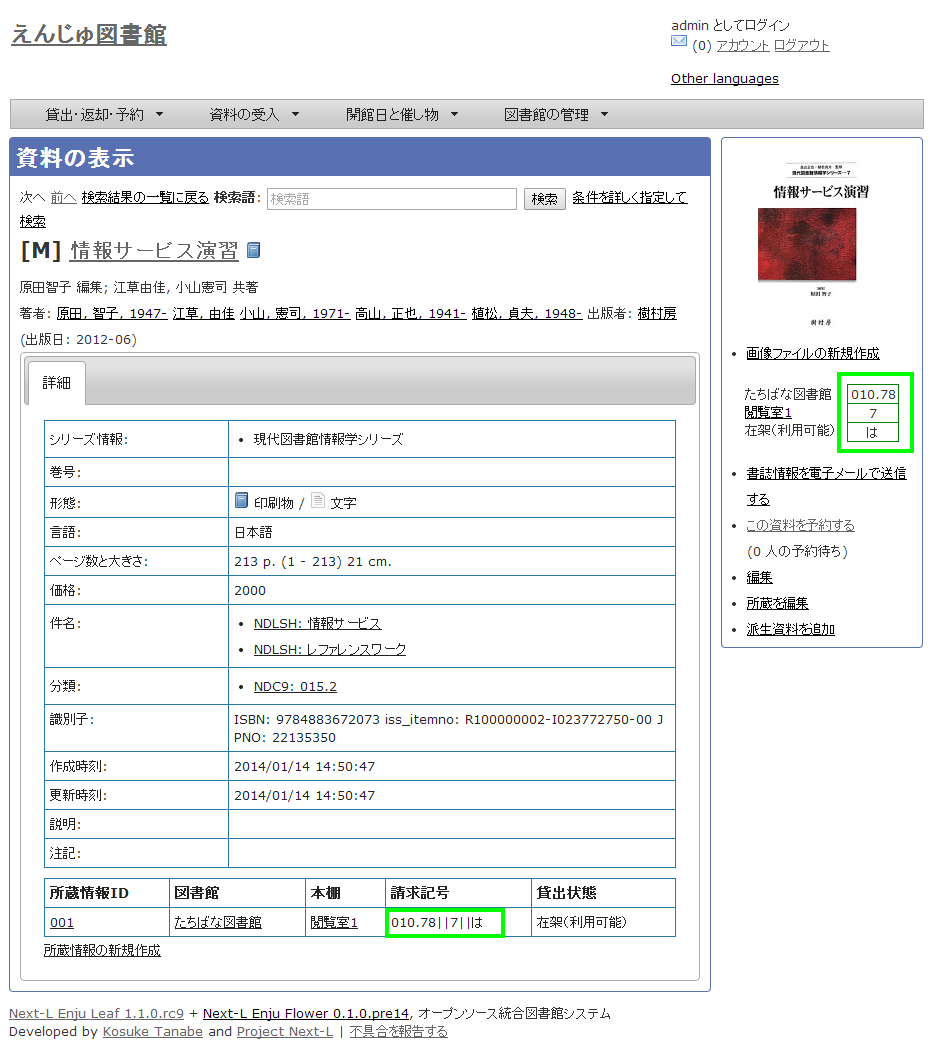 えんじゅ図書館
admin としてログイン
(0) アカウント ログアウト
Other languages
貸出・返却・予約 資料の受入 開館日と催し物 図書館の管理
資料の表示
次へ 前へ 検索結果の一覧に戻る 検索語: 検索語 検索 条件を詳しく指定して
検索
[M] 情報サービス演習
原田智子 編集; 江草由佳, 小山憲司 共著
著者: 原田, 智子, 1947- 江草, 由佳 小山, 憲司, 1971- 高山, 正也, 1941- 植松, 貞夫, 1948- 出版者: 樹村房
(出版日: 2012-06)
詳細
シリーズ情報: • 現代図書館情報学シリーズ
巻号:
形態: 印刷物 / 文字
言語: 日本語
ページ数と大きさ: 213 p. (1 - 213) 21 cm.
価格: 2000
件名: • NDLSH: 情報サービス
• NDLSH: レファレンスワーク
分類: • NDC9: 015.2
識別子: ISBN: 9784883672073 iss_itemno: R100000002-I023772750-00 J
PNO: 22135350
作成時刻: 2014/01/14 14:50:47
更新時刻: 2014/01/14 14:50:47
説明:
注記:
所蔵情報ID 図書館 本棚 請求記号 貸出状態
001 たちばな図書館 閲覧室1 010.78||7||は 在架(利用可能)
所蔵情報の新規作成
現代図書館情報学シリーズ…7
情報サービス演習
原田智子
樹村房
• 画像ファイルの新規作成
たちばな図書館 010.78
閲覧室1 7
在架(利用可能) は
• 書誌情報を電子メールで送信
する
• この資料を予約する
(0 人の予約待ち)
• 編集
• 所蔵を編集
• 派生資料を追加
Next-L Enju Leaf 1.1.0.rc9 + Next-L Enju Flower 0.1.0.pre14, オープンソース統合図書館システム
Developed by Kosuke Tanabe and Project Next-L | 不具合を報告する